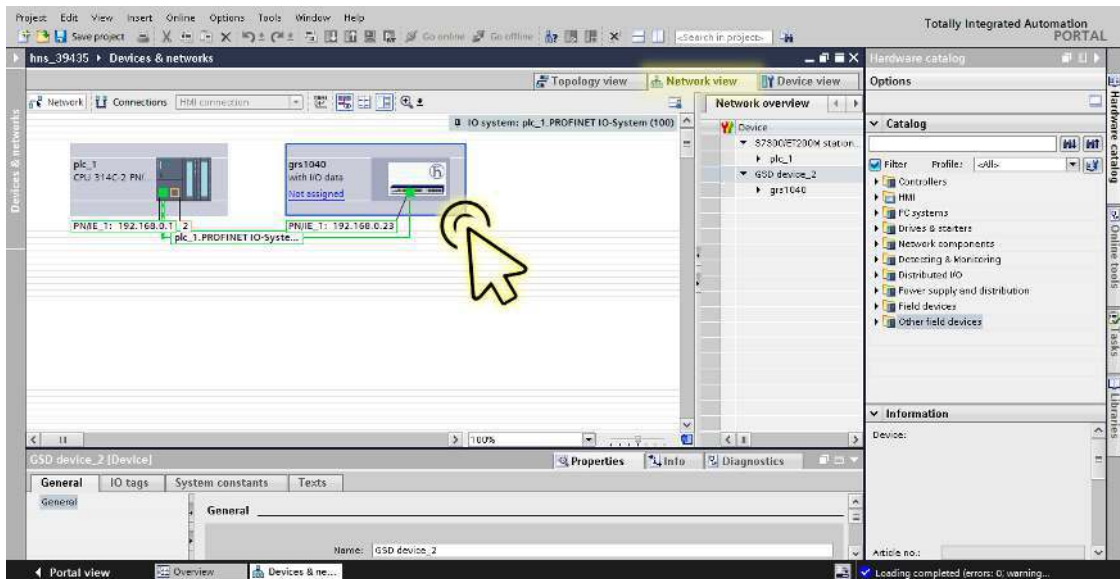 Project Edit View Insert Online Options Tools Window Help
Totally Integrated Automation
PORTAL
Save project
Go online
Go offline
<Search in project>
hns_39435 ▸ Devices & networks
Hardware catalog
Topology view
Network view
Device view
Options
Network
Connections
HMI connection
Network overview
IO system: plc_1.PROFINET IO-System (100)
Device
Catalog
S7300/ET200M station...
plc_1
GSD device_2
grs1040
Filter
Profile:
<All>
Controllers
HMI
PC systems
Drives & starters
Network components
Detecting & Monitoring
Distributed I/O
Power supply and distribution
Field devices
Other field devices
plc_1
CPU 314C-2 PN/...
grs1040
with I/O data
Not assigned
PN/IE_1: 192.168.0.1
2
PN/IE_1: 192.168.0.23
plc_1.PROFINET IO-Syste...
Devices & networks
Hardware catalog
Online tools
Tasks
Libraries
100%
Information
Device:
Article no.:
GSD device_2 [Device]
Properties
Info
Diagnostics
General
IO tags
System constants
Texts
General
General
Name:
GSD device_2
Portal view
Overview
Devices & ne...
Loading completed (errors: 0; warning...